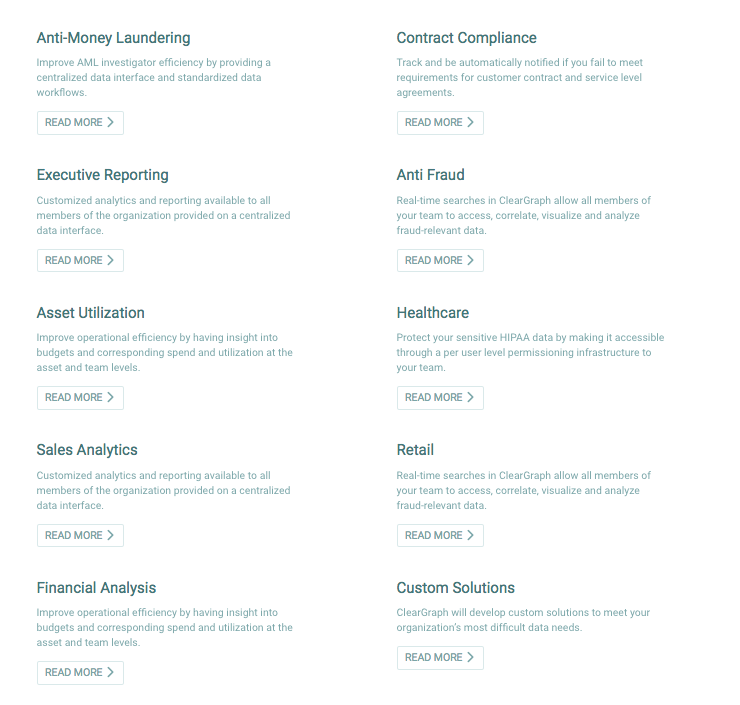 Anti-Money Laundering
Improve AML investigator efficiency by providing a
centralized data interface and standardized data
workflows.
READ MORE
Contract Compliance
Track and be automatically notified if you fail to meet
requirements for customer contract and service level
agreements.
READ MORE
Executive Reporting
Customized analytics and reporting available to all
members of the organization provided on a centralized
data interface.
READ MORE
Anti Fraud
Real-time searches in ClearGraph allow all members of
your team to access, correlate, visualize and analyze
fraud-relevant data.
READ MORE
Asset Utilization
Improve operational efficiency by having insight into
budgets and corresponding spend and utilization at the
asset and team levels.
READ MORE
Healthcare
Protect your sensitive HIPAA data by making it accessible
through a per user level permissioning infrastructure to
your team.
READ MORE
Sales Analytics
Customized analytics and reporting available to all
members of the organization provided on a centralized
data interface.
READ MORE
Retail
Real-time searches in ClearGraph allow all members of
your team to access, correlate, visualize and analyze
fraud-relevant data.
READ MORE
Financial Analysis
Improve operational efficiency by having insight into
budgets and corresponding spend and utilization at the
asset and team levels.
READ MORE
Custom Solutions
ClearGraph will develop custom solutions to meet your
organization's most difficult data needs.
READ MORE